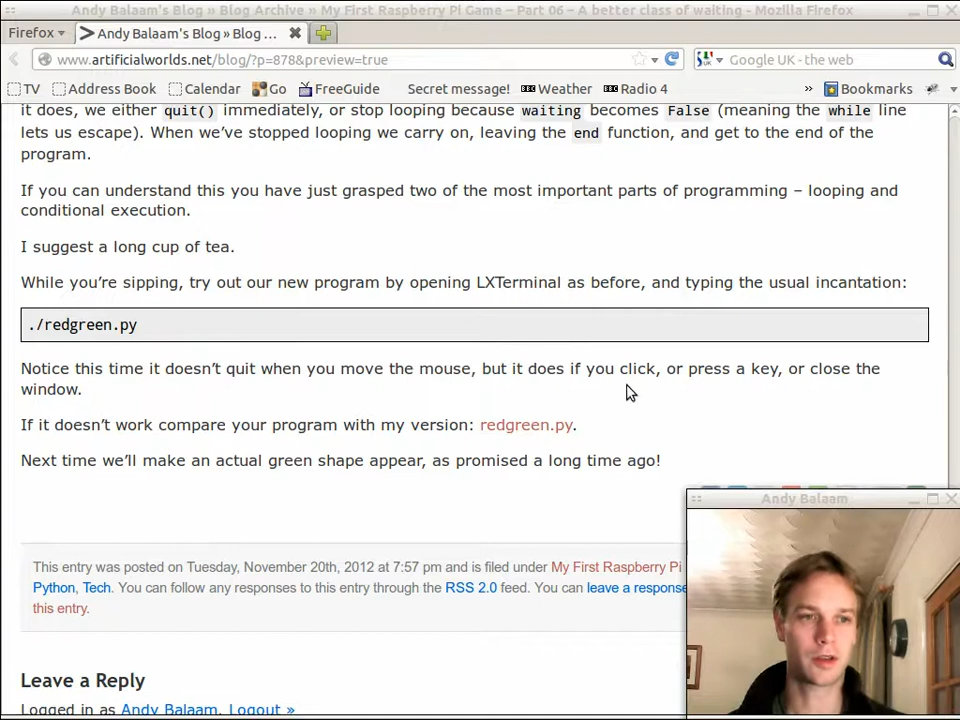 Andy Balaam's Blog » Blog Archive » My First Raspberry Pi Game – Part 06 – A better class of waiting - Mozilla Firefox
Firefox
Andy Balaam's Blog » Blog ...
www.artificialworlds.net/blog/?p=878&preview=true
Google UK - the web
TV Address Book Calendar Go FreeGuide Secret message! Weather Radio 4 » Bookmarks
it does, we either quit() immediately, or stop looping because waiting becomes False (meaning the while line
lets us escape). When we've stopped looping we carry on, leaving the end function, and get to the end of the
program.
If you can understand this you have just grasped two of the most important parts of programming – looping and
conditional execution.
I suggest a long cup of tea.
While you're sipping, try out our new program by opening LXTerminal as before, and typing the usual incantation:
./redgreen.py
Notice this time it doesn't quit when you move the mouse, but it does if you click, or press a key, or close the
window.
If it doesn't work compare your program with my version: redgreen.py.
Next time we'll make an actual green shape appear, as promised a long time ago!
Andy Balaam
This entry was posted on Tuesday, November 20th, 2012 at 7:57 pm and is filed under My First Raspberry Pi
Python, Tech. You can follow any responses to this entry through the RSS 2.0 feed. You can leave a response
this entry.
Leave a Reply
Logged in as Andy Balaam. Logout »